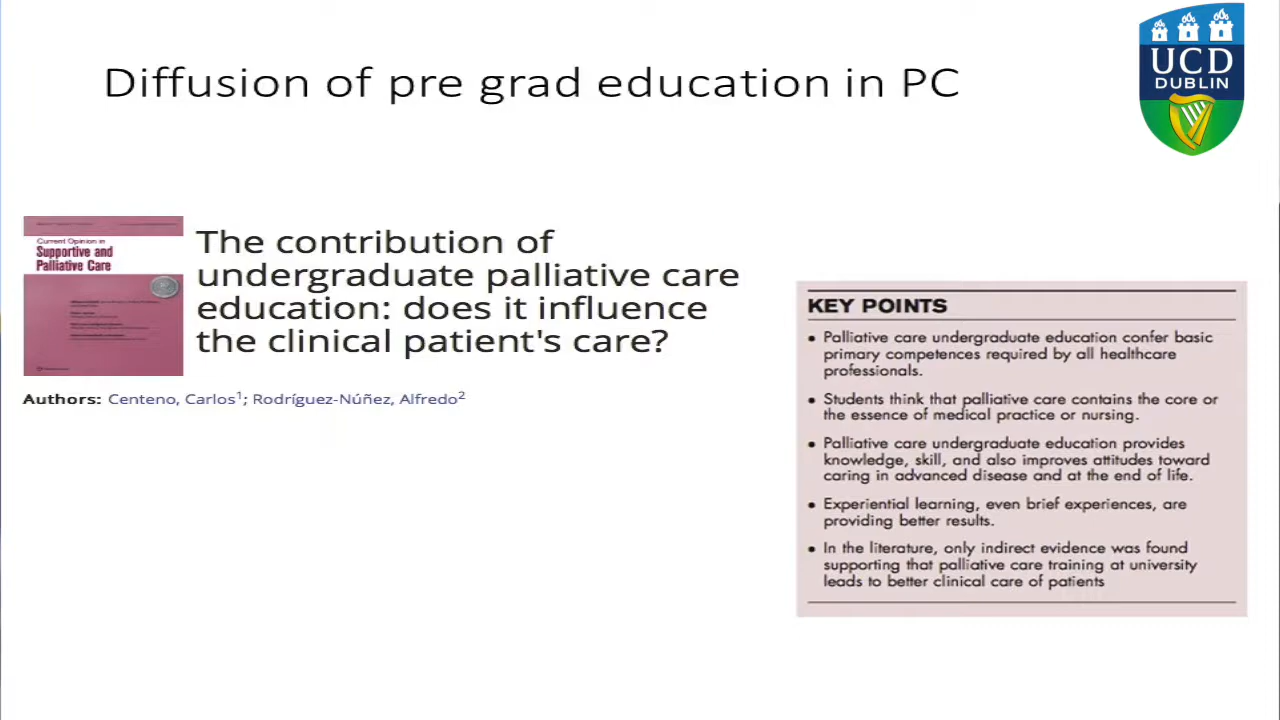 Diffusion of pre grad education in PC
UCD
DUBLIN
Current Opinion in
Supportive and
Palliative Care
The contribution of
undergraduate palliative care
education: does it influence
the clinical patient's care?
Authors: Centeno, Carlos1; Rodríguez-Núñez, Alfredo2
KEY POINTS
• Palliative care undergraduate education confer basic
primary competences required by all healthcare
professionals.
• Students think that palliative care contains the core or
the essence of medical practice or nursing.
• Palliative care undergraduate education provides
knowledge, skill, and also improves attitudes toward
caring in advanced disease and at the end of life.
• Experiential learning, even brief experiences, are
providing better results.
• In the literature, only indirect evidence was found
supporting that palliative care training at university
leads to better clinical care of patients